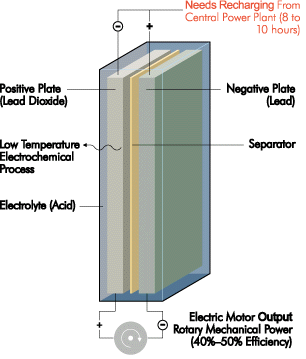 Needs Recharging From
Central Power Plant (8 to
10 hours)
− +
Positive Plate
(Lead Dioxide)
Negative Plate
(Lead)
Low Temperature
Electrochemical
Process
Separator
Electrolyte (Acid)
+ −
Electric Motor Output
Rotary Mechanical Power
(40%–50% Efficiency)